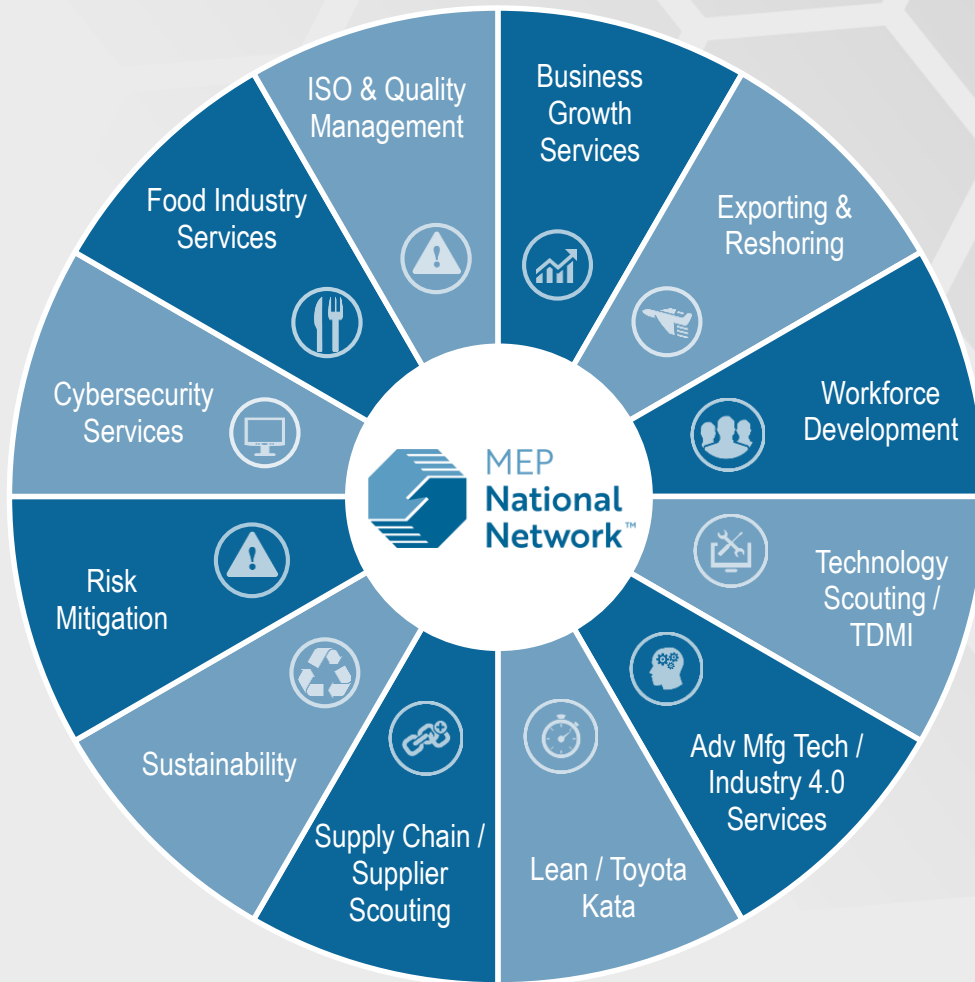 Business
Growth
Services
Exporting &
Reshoring
Workforce
Development
Technology
Scouting /
TDMI
Adv Mfg Tech /
Industry 4.0
Services
Lean / Toyota
Kata
Supply Chain /
Supplier
Scouting
Sustainability
Risk
Mitigation
Cybersecurity
Services
Food Industry
Services
ISO & Quality
Management
MEP
National
Network™